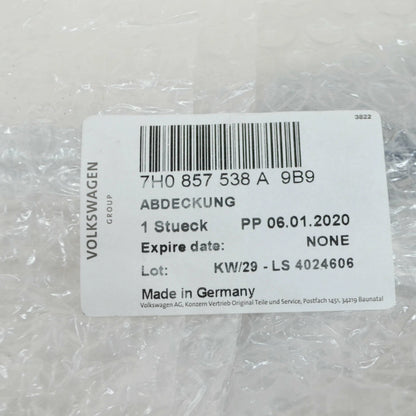 3822
VOLKSWAGEN
GROUP
7H0 857 538 A 9B9
ABDECKUNG
1 Stueck PP 06.01.2020
Expire date: NONE
Lot: KW/29 - LS 4024606
Made in Germany
Volkswagen AG, Konzern Vertrieb Original Teile und Service, Postfach 1451, 34219 Baunatal